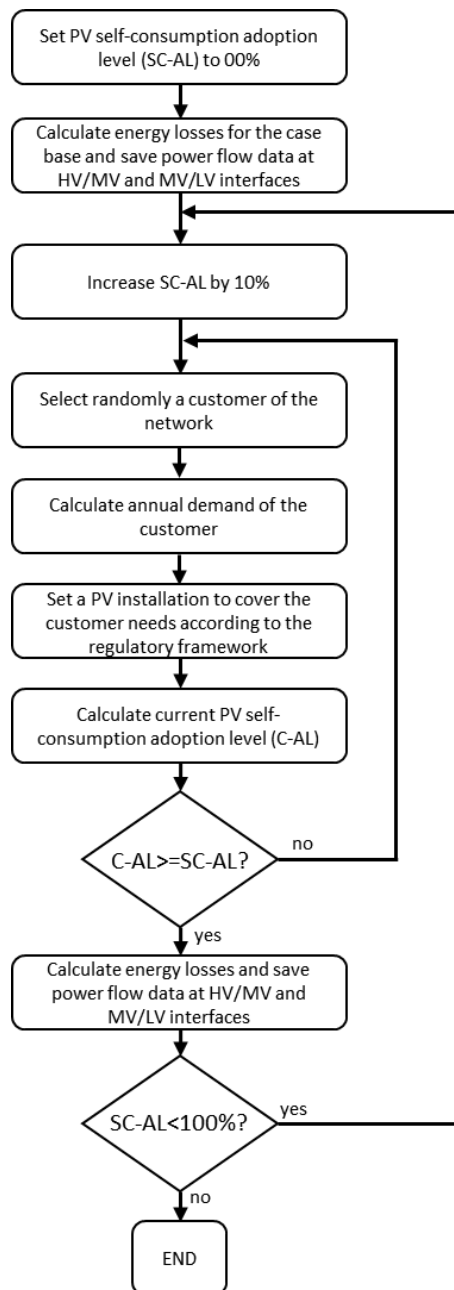 Set PV self-consumption adoption
level (SC-AL) to 00%
Calculate energy losses for the case
base and save power flow data at
HV/MV and MV/LV interfaces
Increase SC-AL by 10%
Select randomly a customer of the
network
Calculate annual demand of the
customer
Set a PV installation to cover the
customer needs according to the
regulatory framework
Calculate current PV self-
consumption adoption level (C-AL)
C-AL>=SC-AL?
no
yes
Calculate energy losses and save
power flow data at HV/MV and
MV/LV interfaces
SC-AL<100%?
yes
no
END